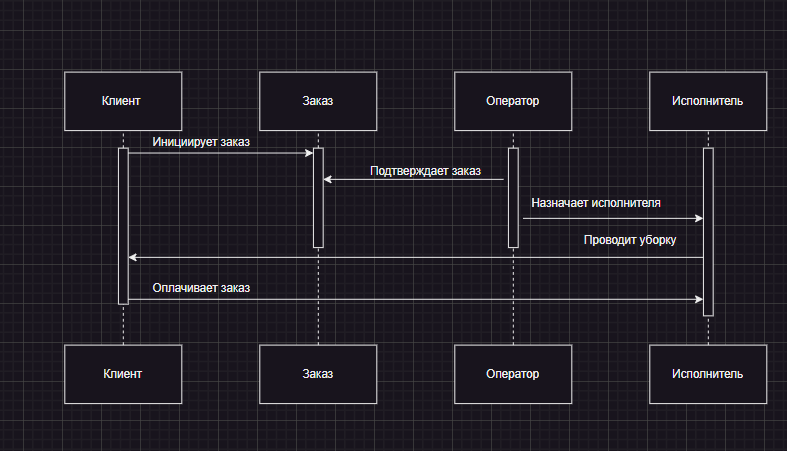 Клиент
Заказ
Оператор
Исполнитель
Инициирует заказ
Подтверждает заказ
Назначает исполнителя
Проводит уборку
Оплачивает заказ
Клиент
Заказ
Оператор
Исполнитель